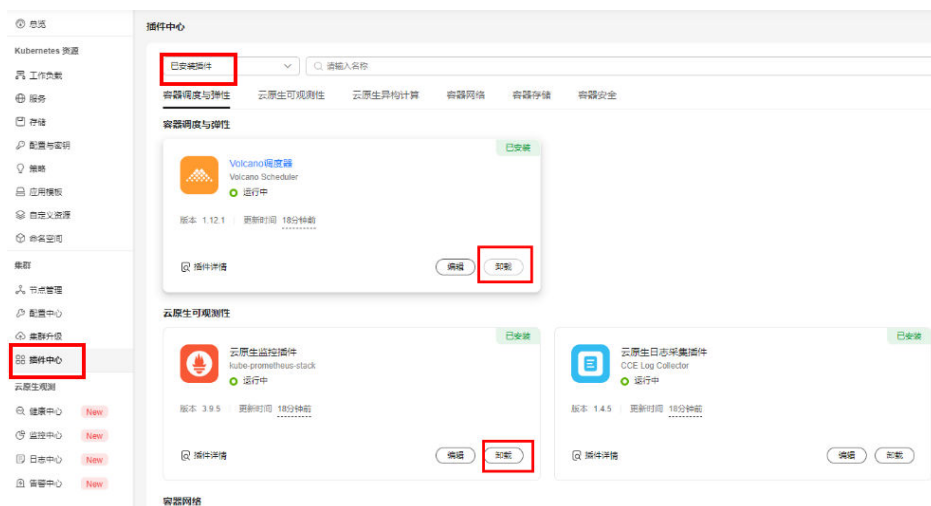 总览
Kubernetes 资源
工作负载
服务
存储
配置与密钥
策略
应用模板
自定义资源
命名空间
集群
节点管理
配置中心
集群升级
插件中心
云原生观测
健康中心 New
监控中心 New
日志中心 New
告警中心 New
插件中心
已安装插件 请输入名称
容器调度与弹性 云原生可观测性 云原生异构计算 容器网络 容器存储 容器安全
容器调度与弹性
已安装
Volcano调度器
Volcano Scheduler
运行中
版本 1.12.1 更新时间 18分钟前
插件详情 编辑 卸载
云原生可观测性
已安装
云原生监控插件
kube-prometheus-stack
运行中
版本 3.9.5 更新时间 18分钟前
插件详情 编辑 卸载
已安装
云原生日志采集插件
CCE Log Collector
运行中
版本 1.4.5 更新时间 18分钟前
插件详情 编辑 卸载
容器网络